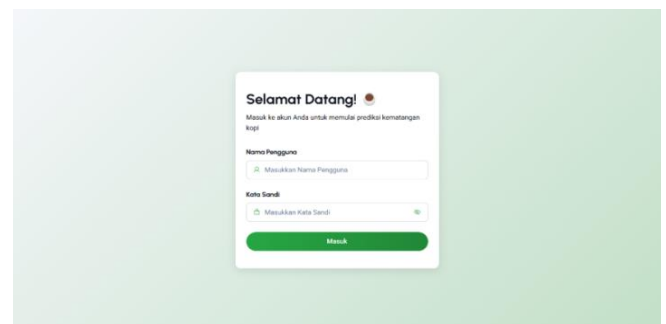 Selamat Datang!
Masuk ke akun Anda untuk memulai prediksi kematangan
kopi
Nama Pengguna
Masukkan Nama Pengguna
Kata Sandi
Masukkan Kata Sandi
Masuk